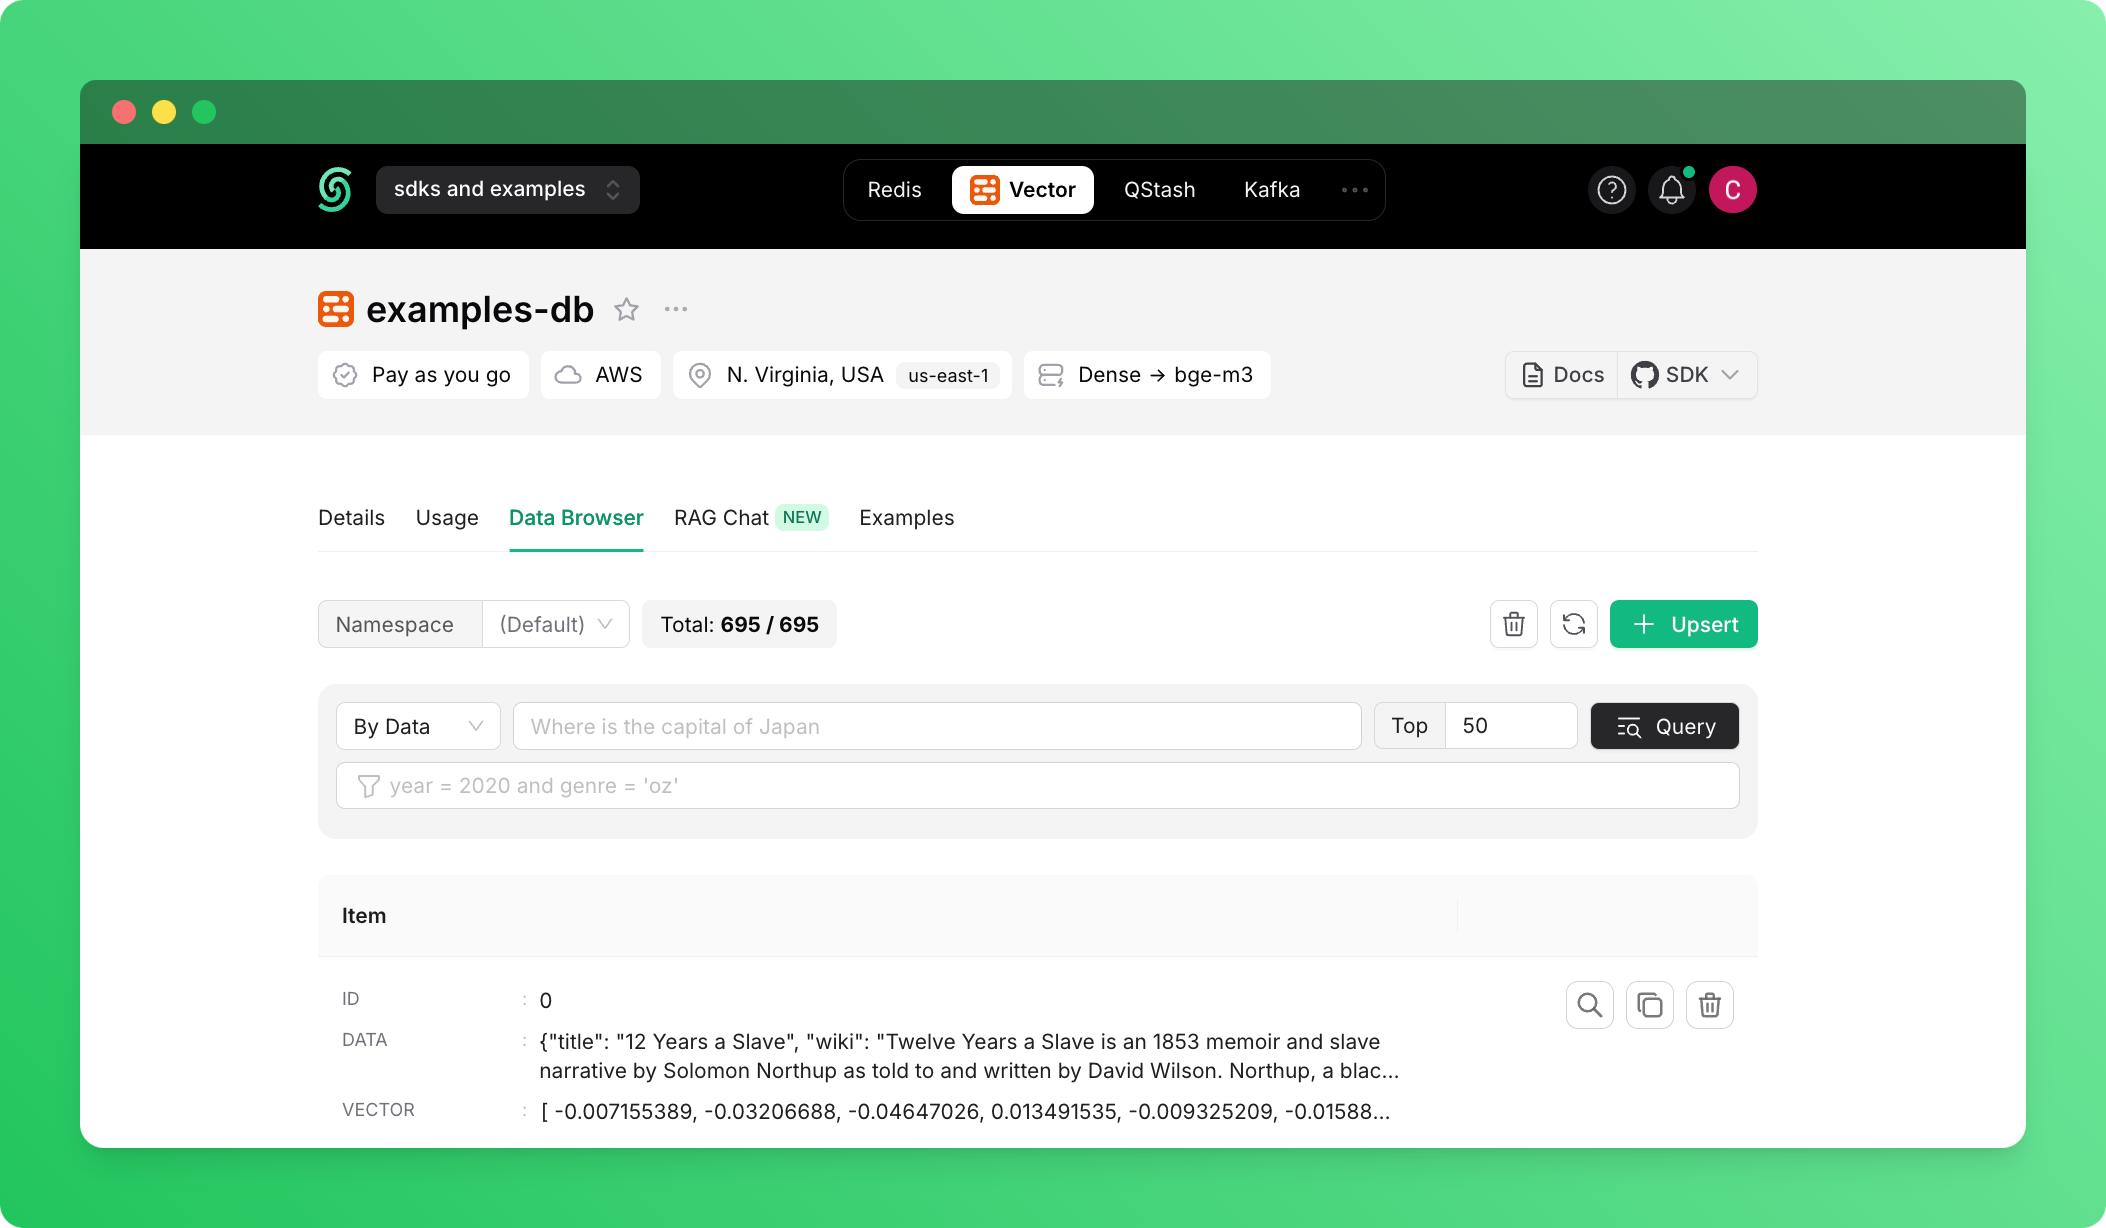 sdks and examples
Redis Vector QStash Kafka
C
examples-db
Pay as you go AWS N. Virginia, USA us-east-1 Dense → bge-m3 Docs SDK
Details Usage Data Browser RAG Chat NEW Examples
Namespace (Default) Total: 695 / 695 Upsert
By Data Where is the capital of Japan Top 50 Query
year = 2020 and genre = 'oz'
Item
ID : 0
DATA : {"title": "12 Years a Slave", "wiki": "Twelve Years a Slave is an 1853 memoir and slave
narrative by Solomon Northup as told to and written by David Wilson. Northup, a blac...
VECTOR : [ -0.007155389, -0.03206688, -0.04647026, 0.013491535, -0.009325209, -0.01588...